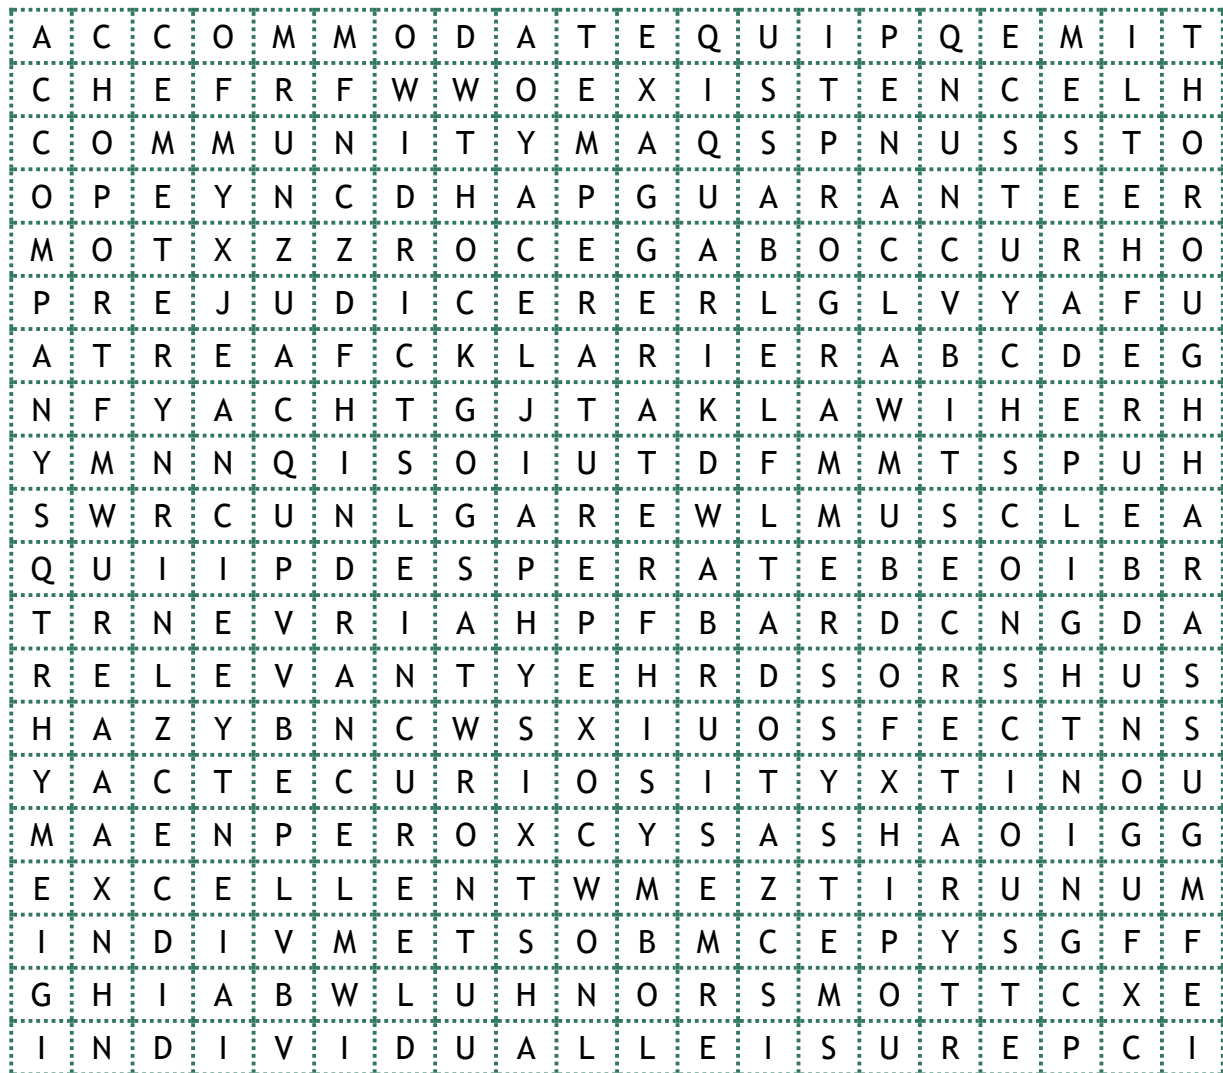 A C C O M M O D A T E Q U I P Q E M I T
C H E F R F W W O E X I S T E N C E L H
C O M M U N I T Y M A Q S P N U S S T O
O P E Y N C D H A P G U A R A N T E E R
M O T X Z Z R O C E G A B O C C U R H O
P R E J U D I C E R E R L G L V Y A F U
A T R E A F C K L A R I E R A B C D E G
N F Y A C H T G J T A K L A W I H E R H
Y M N N Q I S O I U T D F M M T S P U H
S W R C U N L G A R E W L M U S C L E A
Q U I I P D E S P E R A T E B E O I B R
T R N E V R I A H P F B A R D C N G D A
R E L E V A N T Y E H R D S O R S H U S
H A Z Y B N C W S X I U O S F E C T N S
Y A C T E C U R I O S I T Y X T I N O U
M A E N P E R O X C Y S A S H A O I G G
E X C E L L E N T W M E Z T I R U N U M
I N D I V M E T S O B M C E P Y S G F F
G H I A B W L U H N O R S M O T T C X E
I N D I V I D U A L L E I S U R E P C I